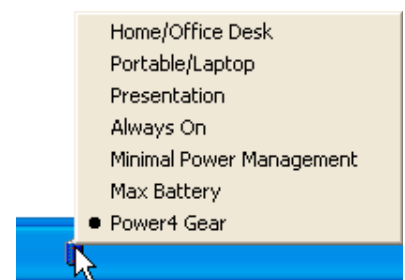 Home/Office Desk
Portable/Laptop
Presentation
Always On
Minimal Power Management
Max Battery
Power4 Gear